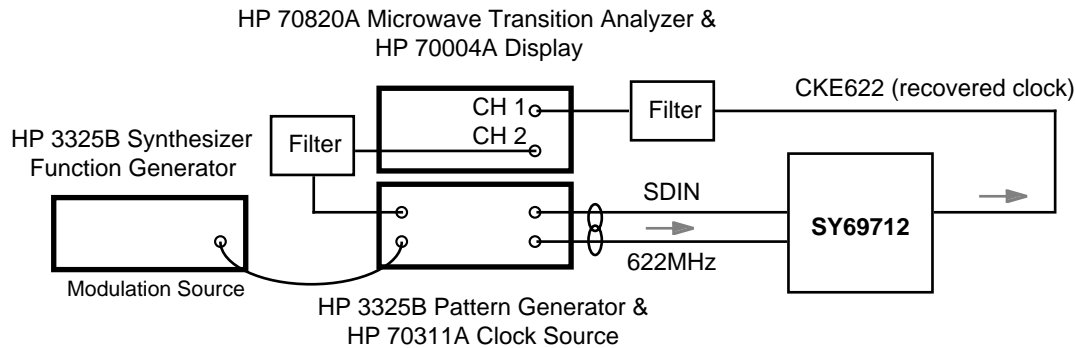 HP 70820A Microwave Transition Analyzer &
HP 70004A Display
CH 1
CH 2
Filter
CKE622 (recovered clock)
HP 3325B Synthesizer
Function Generator
Filter
SDIN
622MHz
SY69712
Modulation Source
HP 3325B Pattern Generator &
HP 70311A Clock Source